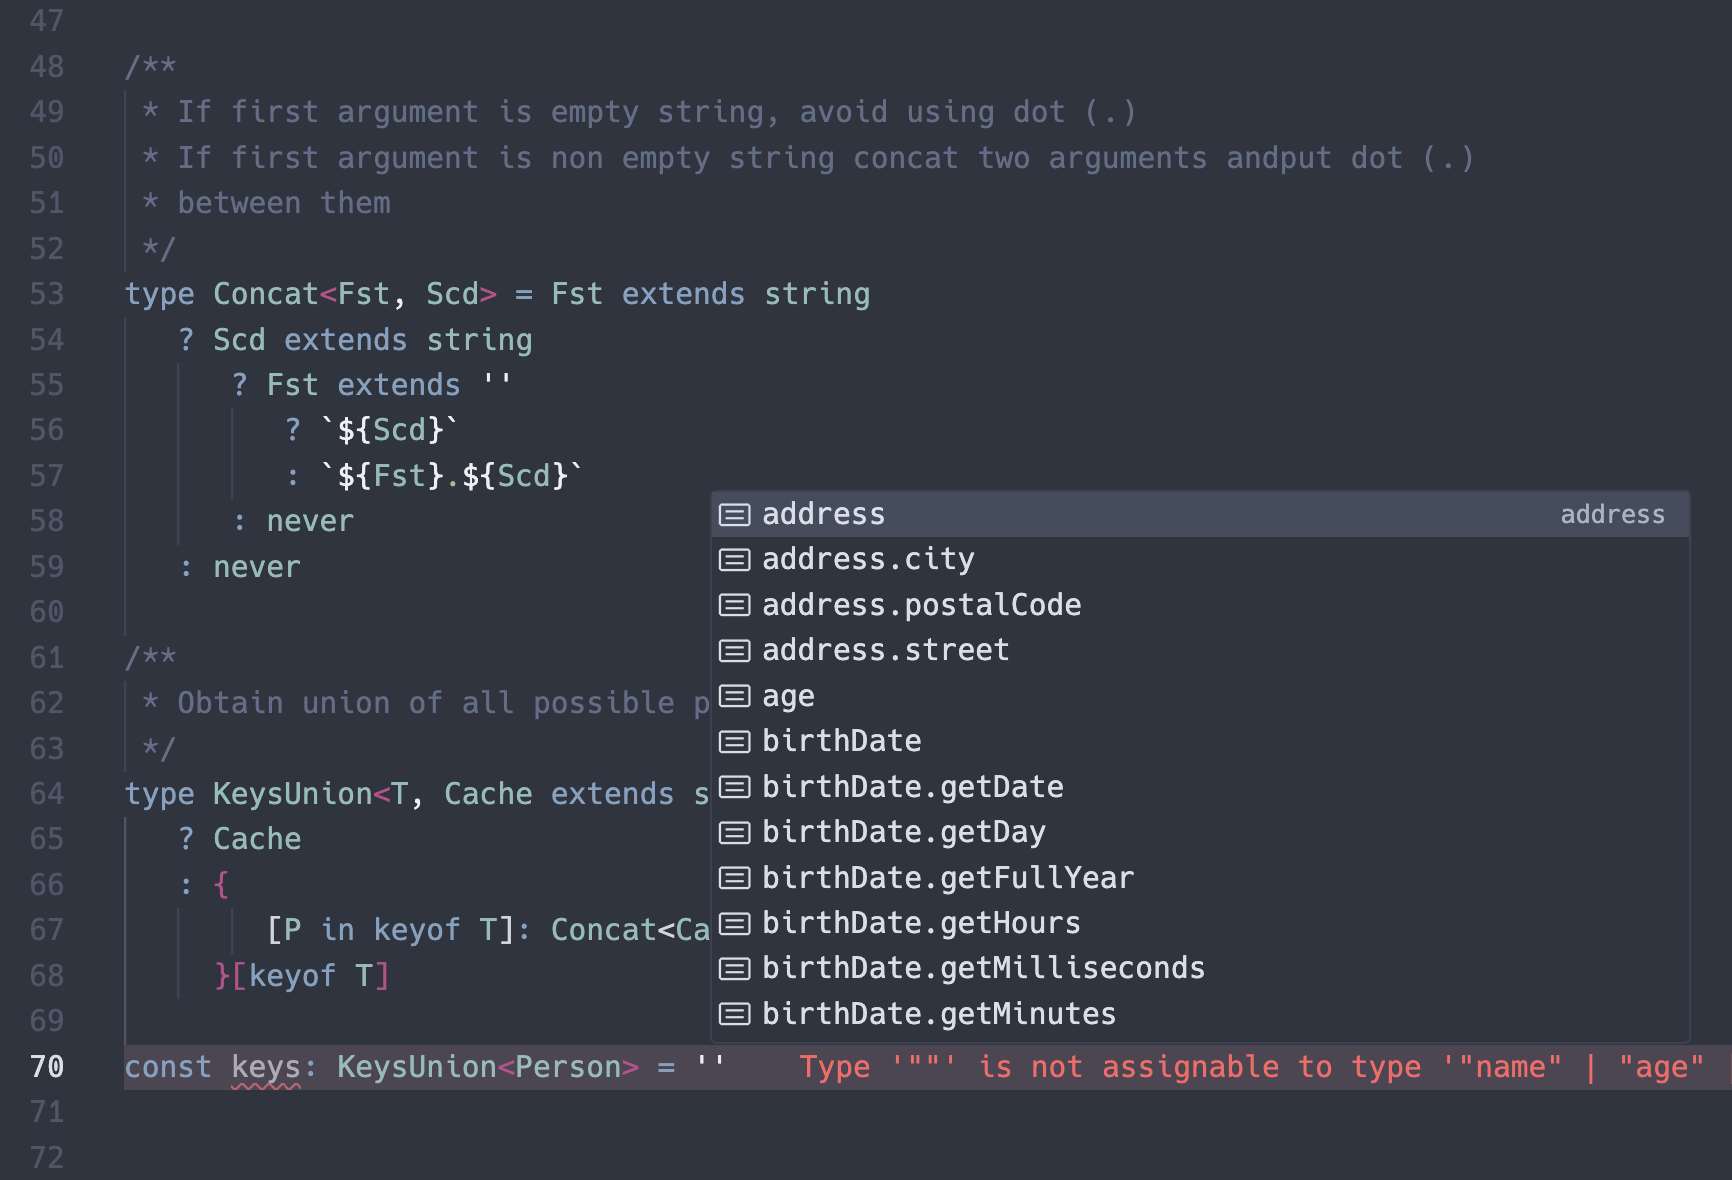 47
48 /**
49 * If first argument is empty string, avoid using dot (.)
50 * If first argument is non empty string concat two arguments andput dot (.)
51 * between them
52 */
53 type Concat<Fst, Scd> = Fst extends string
54 ? Scd extends string
55 ? Fst extends ''
56 ? `${Scd}`
57 : `${Fst}.${Scd}`
58 : never
59 : never
60
61 /**
62 * Obtain union of all possible p
63 */
64 type KeysUnion<T, Cache extends s
65 ? Cache
66 : {
67 [P in keyof T]: Concat<Ca
68 }[keyof T]
69
address address
address.city
address.postalCode
address.street
age
birthDate
birthDate.getDate
birthDate.getDay
birthDate.getFullYear
birthDate.getHours
birthDate.getMilliseconds
birthDate.getMinutes
70 const keys: KeysUnion<Person> = '' Type '""' is not assignable to type '"name" | "age"
71
72